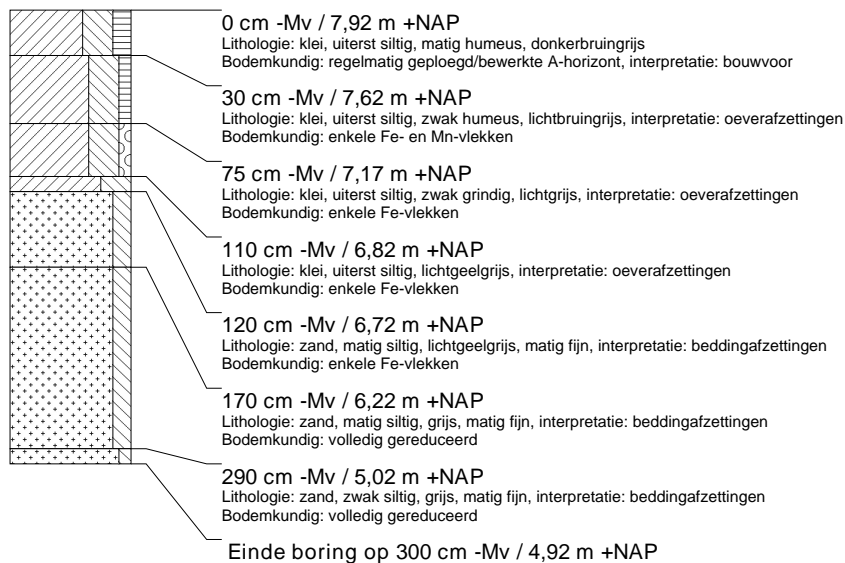 0 cm -Mv / 7,92 m +NAP
Lithologie: klei, uiterst siltig, matig humeus, donkerbruingrijs
Bodemkundig: regelmatig geploegd/bewerkte A-horizont, interpretatie: bouwvoor
30 cm -Mv / 7,62 m +NAP
Lithologie: klei, uiterst siltig, zwak humeus, lichtbruingrijs, interpretatie: oeverafzettingen
Bodemkundig: enkele Fe- en Mn-vlekken
75 cm -Mv / 7,17 m +NAP
Lithologie: klei, uiterst siltig, zwak grindig, lichtgrijs, interpretatie: oeverafzettingen
Bodemkundig: enkele Fe-vlekken
110 cm -Mv / 6,82 m +NAP
Lithologie: klei, uiterst siltig, lichtgeelgrijs, interpretatie: oeverafzettingen
Bodemkundig: enkele Fe-vlekken
120 cm -Mv / 6,72 m +NAP
Lithologie: zand, matig siltig, lichtgeelgrijs, matig fijn, interpretatie: beddingafzettingen
Bodemkundig: enkele Fe-vlekken
170 cm -Mv / 6,22 m +NAP
Lithologie: zand, matig siltig, grijs, matig fijn, interpretatie: beddingafzettingen
Bodemkundig: volledig gereduceerd
290 cm -Mv / 5,02 m +NAP
Lithologie: zand, zwak siltig, grijs, matig fijn, interpretatie: beddingafzettingen
Bodemkundig: volledig gereduceerd
Einde boring op 300 cm -Mv / 4,92 m +NAP